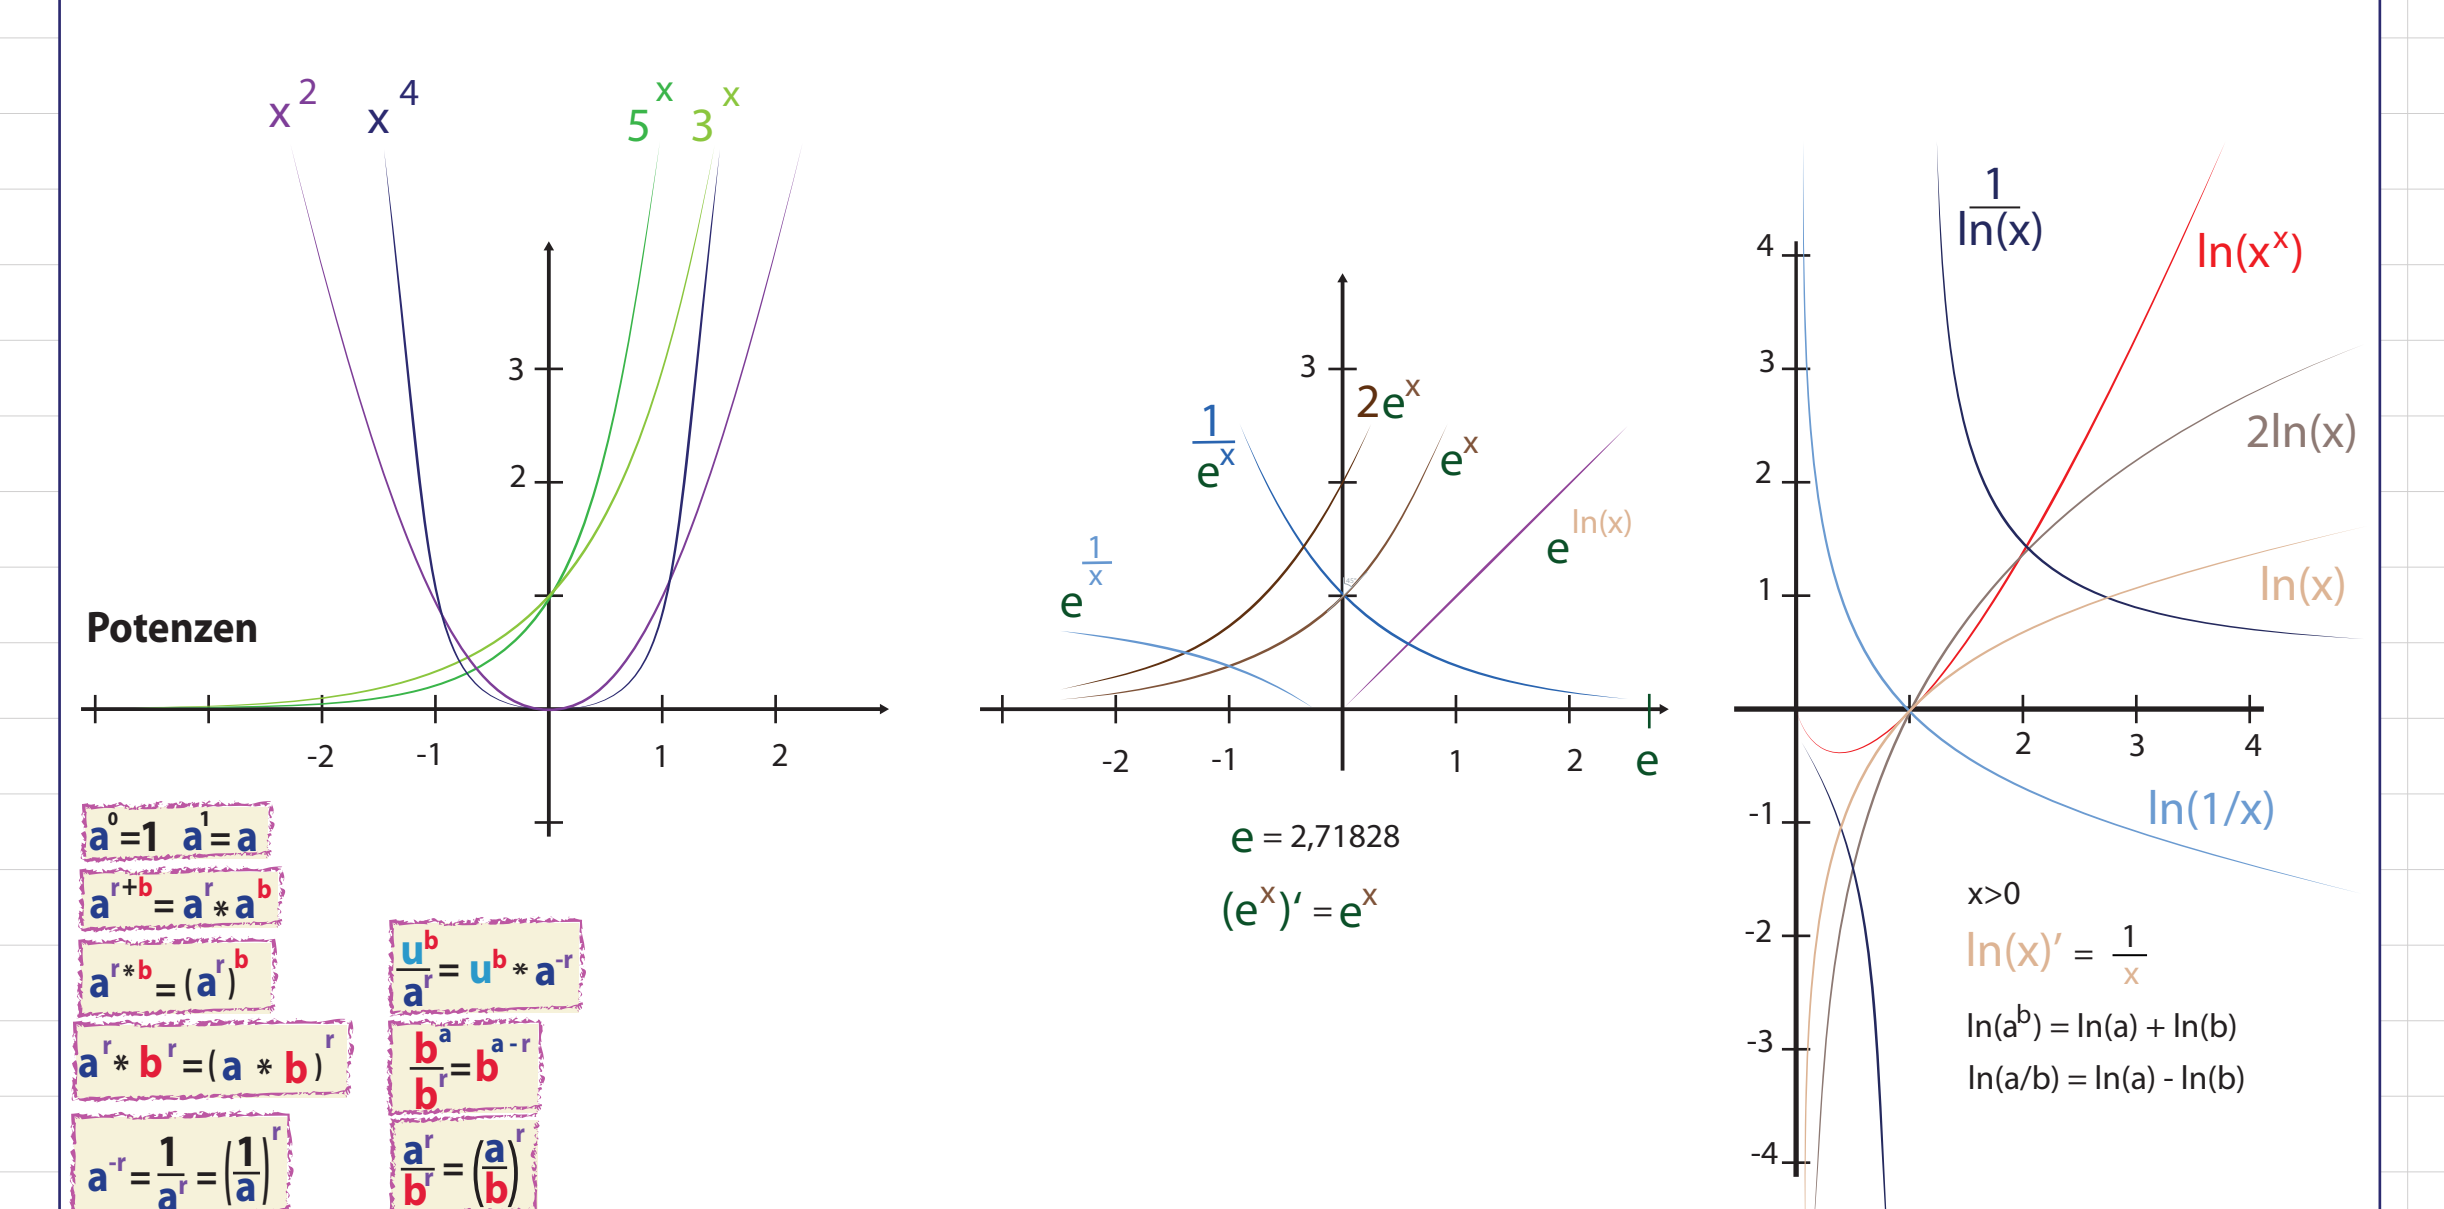 x² x⁴ 5ˣ 3ˣ
3
2
-2 -1 1 2
Potenzen
a⁰=1 a¹=a
aʳ⁺ᵇ = aʳ * aᵇ
aʳ*ᵇ = (aʳ)ᵇ
aʳ * bʳ = (a * b)ʳ
a⁻ʳ = 1/aʳ = (1/a)ʳ
uᵇ/aʳ = uᵇ * a⁻ʳ
bᵃ/bʳ = bᵃ⁻ʳ
aʳ/bʳ = (a/b)ʳ
3
1/eˣ 2eˣ eˣ
e^(1/x) e^ln(x)
-2 -1 1 2 e
e = 2,71828
(eˣ)‘ = eˣ
1/ln(x)
ln(xˣ)
2ln(x)
ln(x)
ln(1/x)
4
3
2
1
2 3 4
-1
-2
-3
-4
x>0
ln(x)’ = 1/x
ln(aᵇ) = ln(a) + ln(b)
ln(a/b) = ln(a) - ln(b)